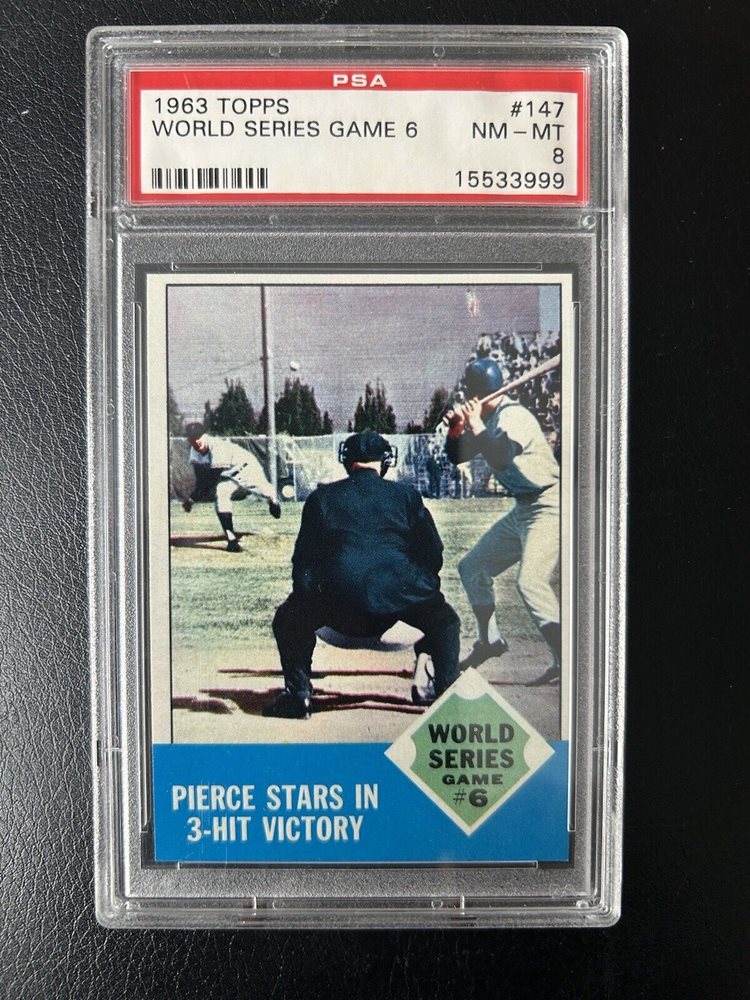 PSA
1963 TOPPS #147
WORLD SERIES GAME 6 NM-MT
8
15533999
WORLD
SERIES
GAME
#6
PIERCE STARS IN
3-HIT VICTORY